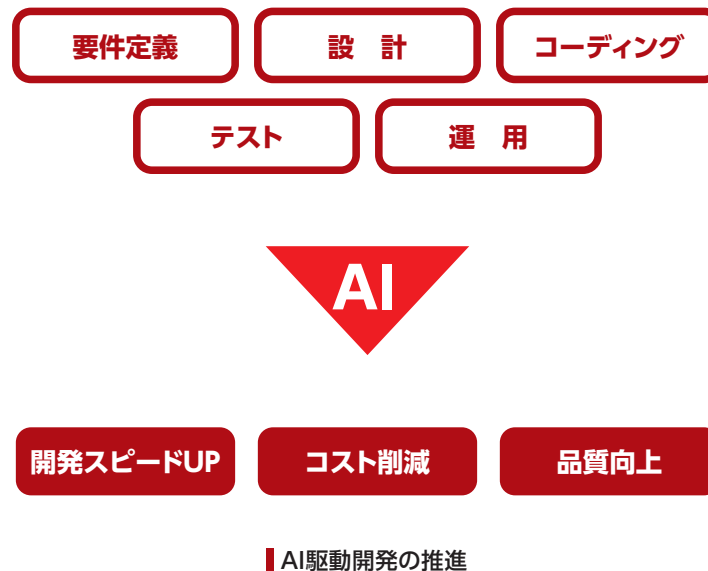 要件定義
設 計
コーディング
テスト
運 用
AI
開発スピードUP
コスト削減
品質向上
AI駆動開発の推進